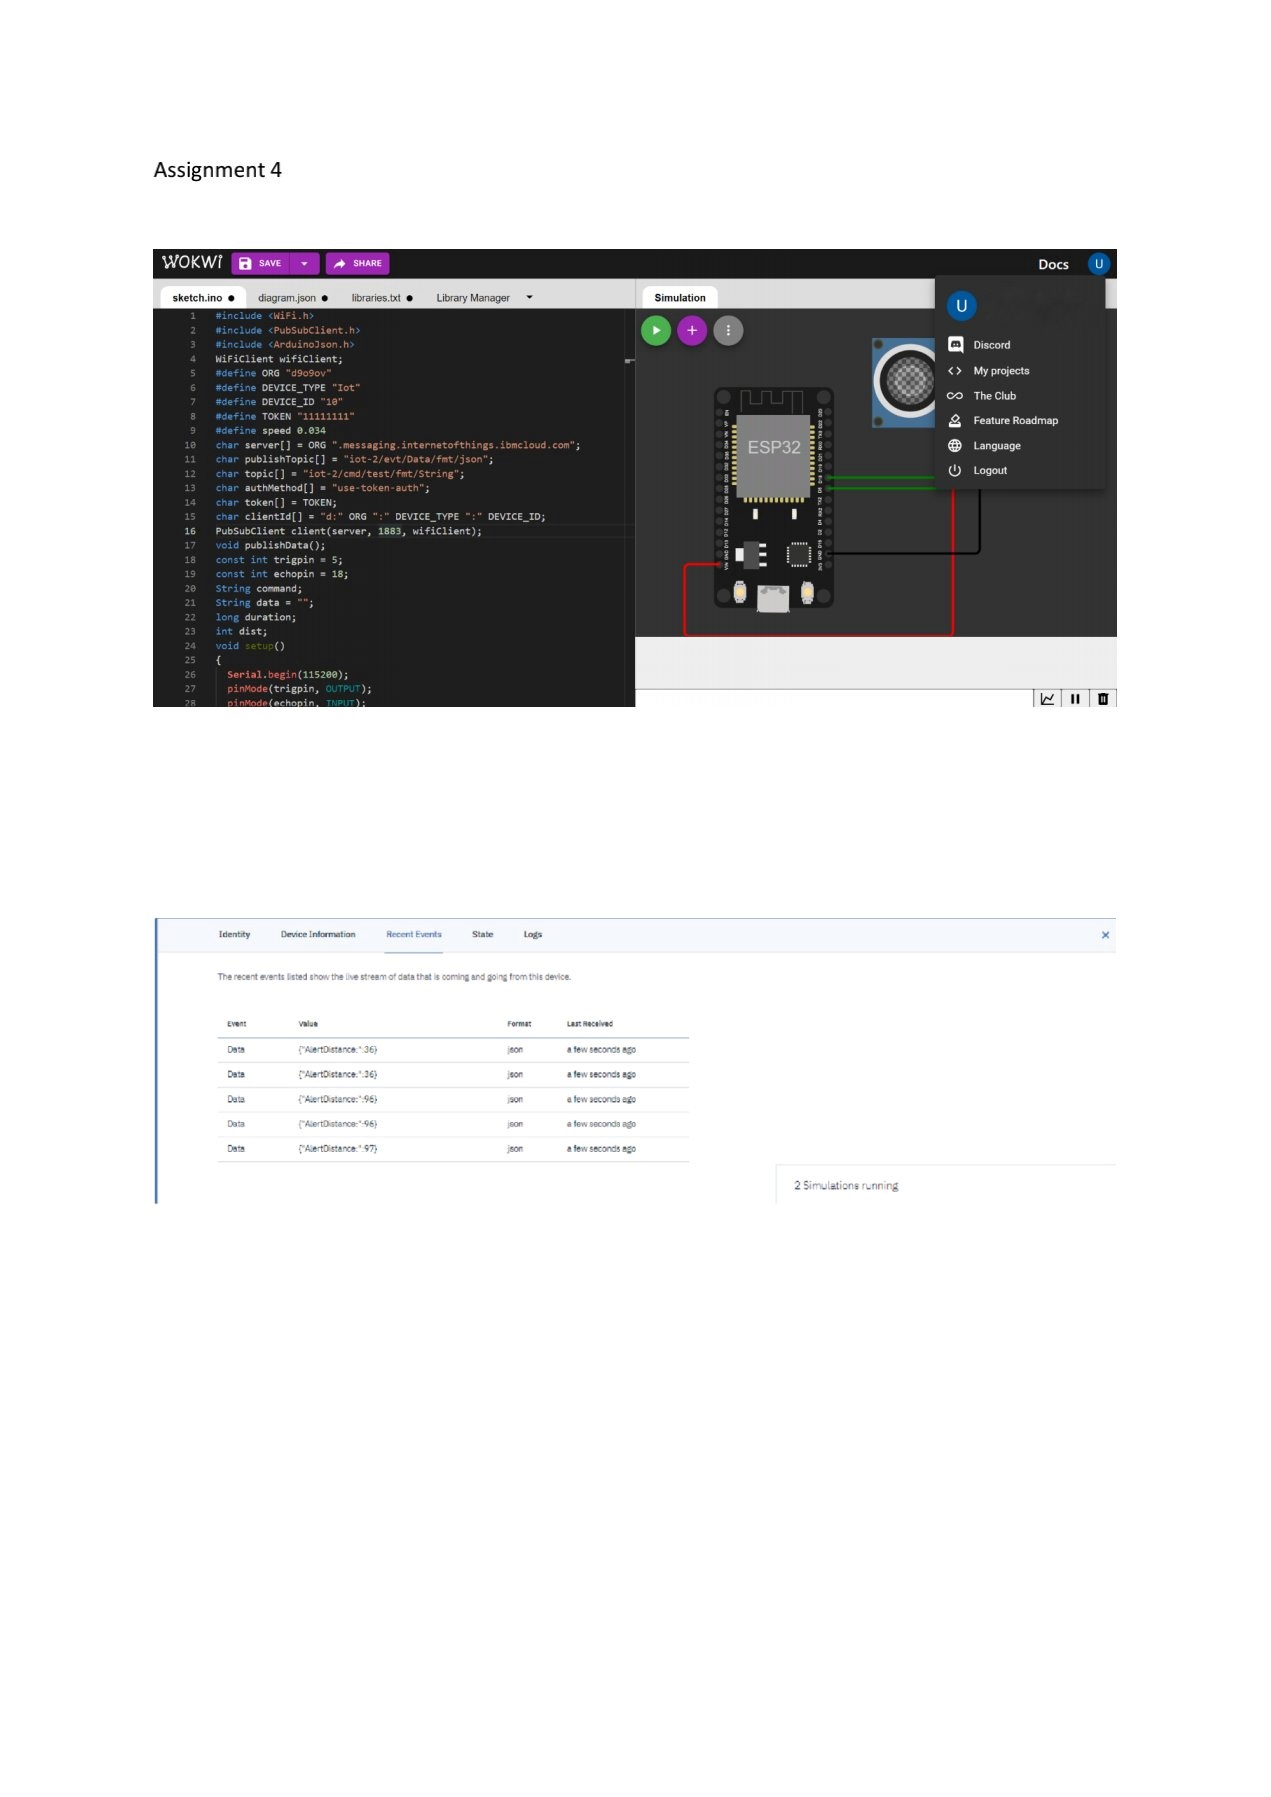 Assignment 4
WOKWi SAVE SHARE Docs U
sketch.ino diagram.json libraries.txt Library Manager
Simulation
U
Discord
My projects
The Club
Feature Roadmap
Language
Logout
1 #include <WiFi.h>
2 #include <PubSubClient.h>
3 #include <ArduinoJson.h>
4 WiFiClient wifiClient;
5 #define ORG "d9o9ov"
6 #define DEVICE_TYPE "Iot"
7 #define DEVICE_ID "10"
8 #define TOKEN "11111111"
9 #define speed 0.034
10 char server[] = ORG ".messaging.internetofthings.ibmcloud.com";
11 char publishTopic[] = "iot-2/evt/Data/fmt/json";
12 char topic[] = "iot-2/cmd/test/fmt/String";
13 char authMethod[] = "use-token-auth";
14 char token[] = TOKEN;
15 char clientId[] = "d:" ORG ":" DEVICE_TYPE ":" DEVICE_ID;
16 PubSubClient client(server, 1883, wifiClient);
17 void publishData();
18 const int trigpin = 5;
19 const int echopin = 18;
20 String command;
21 String data = "";
22 long duration;
23 int dist;
24 void setup()
25 {
26 Serial.begin(115200);
27 pinMode(trigpin, OUTPUT);
28 pinMode(echopin, INPUT);
ESP32
Identity Device Information Recent Events State Logs
The recent events listed show the live stream of data that is coming and going from this device.
Event Value Format Last Received
Data {"AlertDistance:":36} json a few seconds ago
Data {"AlertDistance:":36} json a few seconds ago
Data {"AlertDistance:":96} json a few seconds ago
Data {"AlertDistance:":96} json a few seconds ago
Data {"AlertDistance:":97} json a few seconds ago
2 Simulations running